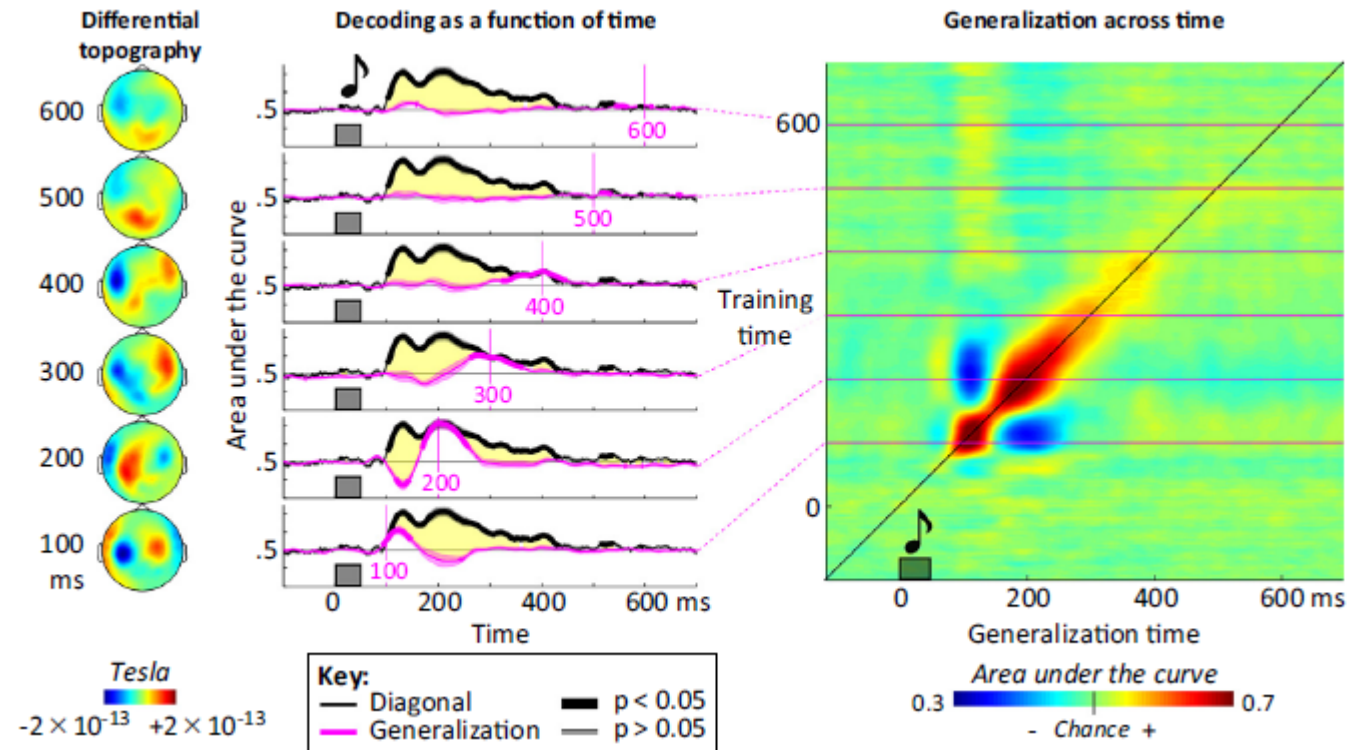 Differential
topography
Decoding as a function of time
Generalization across time
600
500
400
300
200
100
ms
Area under the curve
.5
600
.5
500
.5
400
.5
300
.5
200
.5
100
0 200 400 600 ms
Time
Training
time
600
0
0 200 400 600 ms
Generalization time
Tesla
-2 × 10⁻¹³ +2 × 10⁻¹³
Key:
Diagonal
p < 0.05
Generalization
p > 0.05
Area under the curve
0.3 0.7
- Chance +